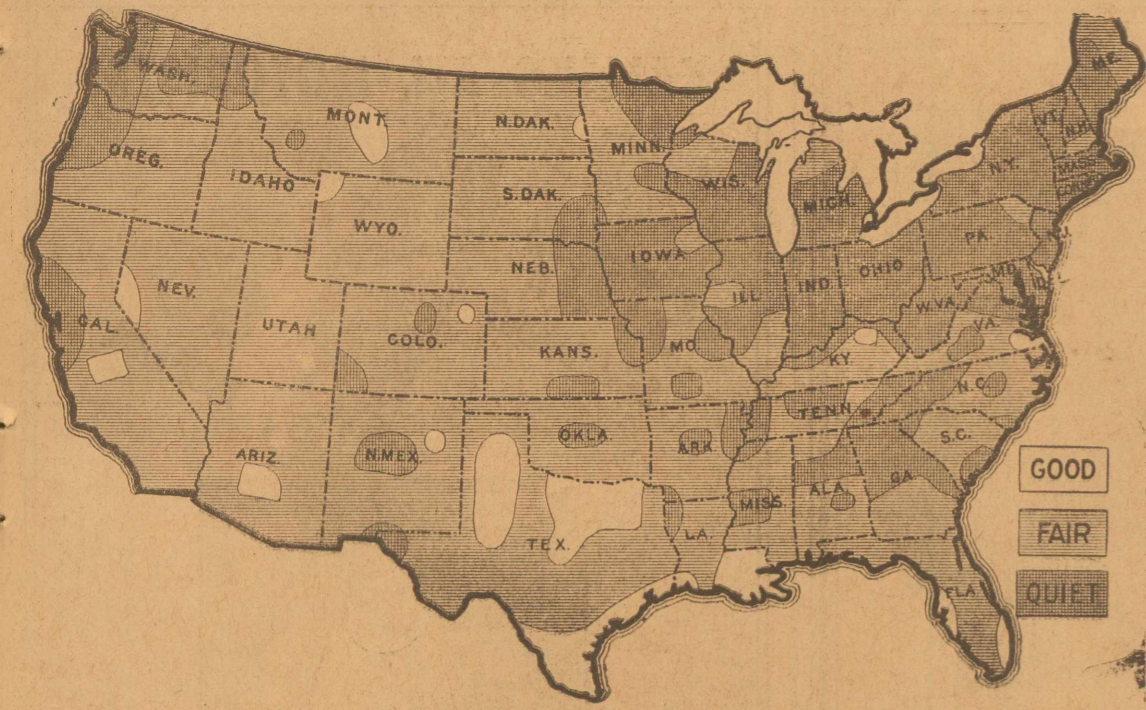 WASH.
MONT.
N.DAK.
MINN.
ME.
VT.
N.H.
OREG.
IDAHO
S.DAK.
WIS.
MICH.
N.Y.
MASS
WYO.
NEB.
IOWA
PA.
NEV.
UTAH
COLO.
KANS.
MO.
ILL.
IND.
OHIO
W.VA.
MD.
CAL.
KY
VA.
ARIZ.
N.MEX.
OKLA.
ARK.
TENN.
N.C.
S.C.
TEX.
LA.
MISS.
ALA.
GA.
FLA
GOOD
FAIR
QUIET